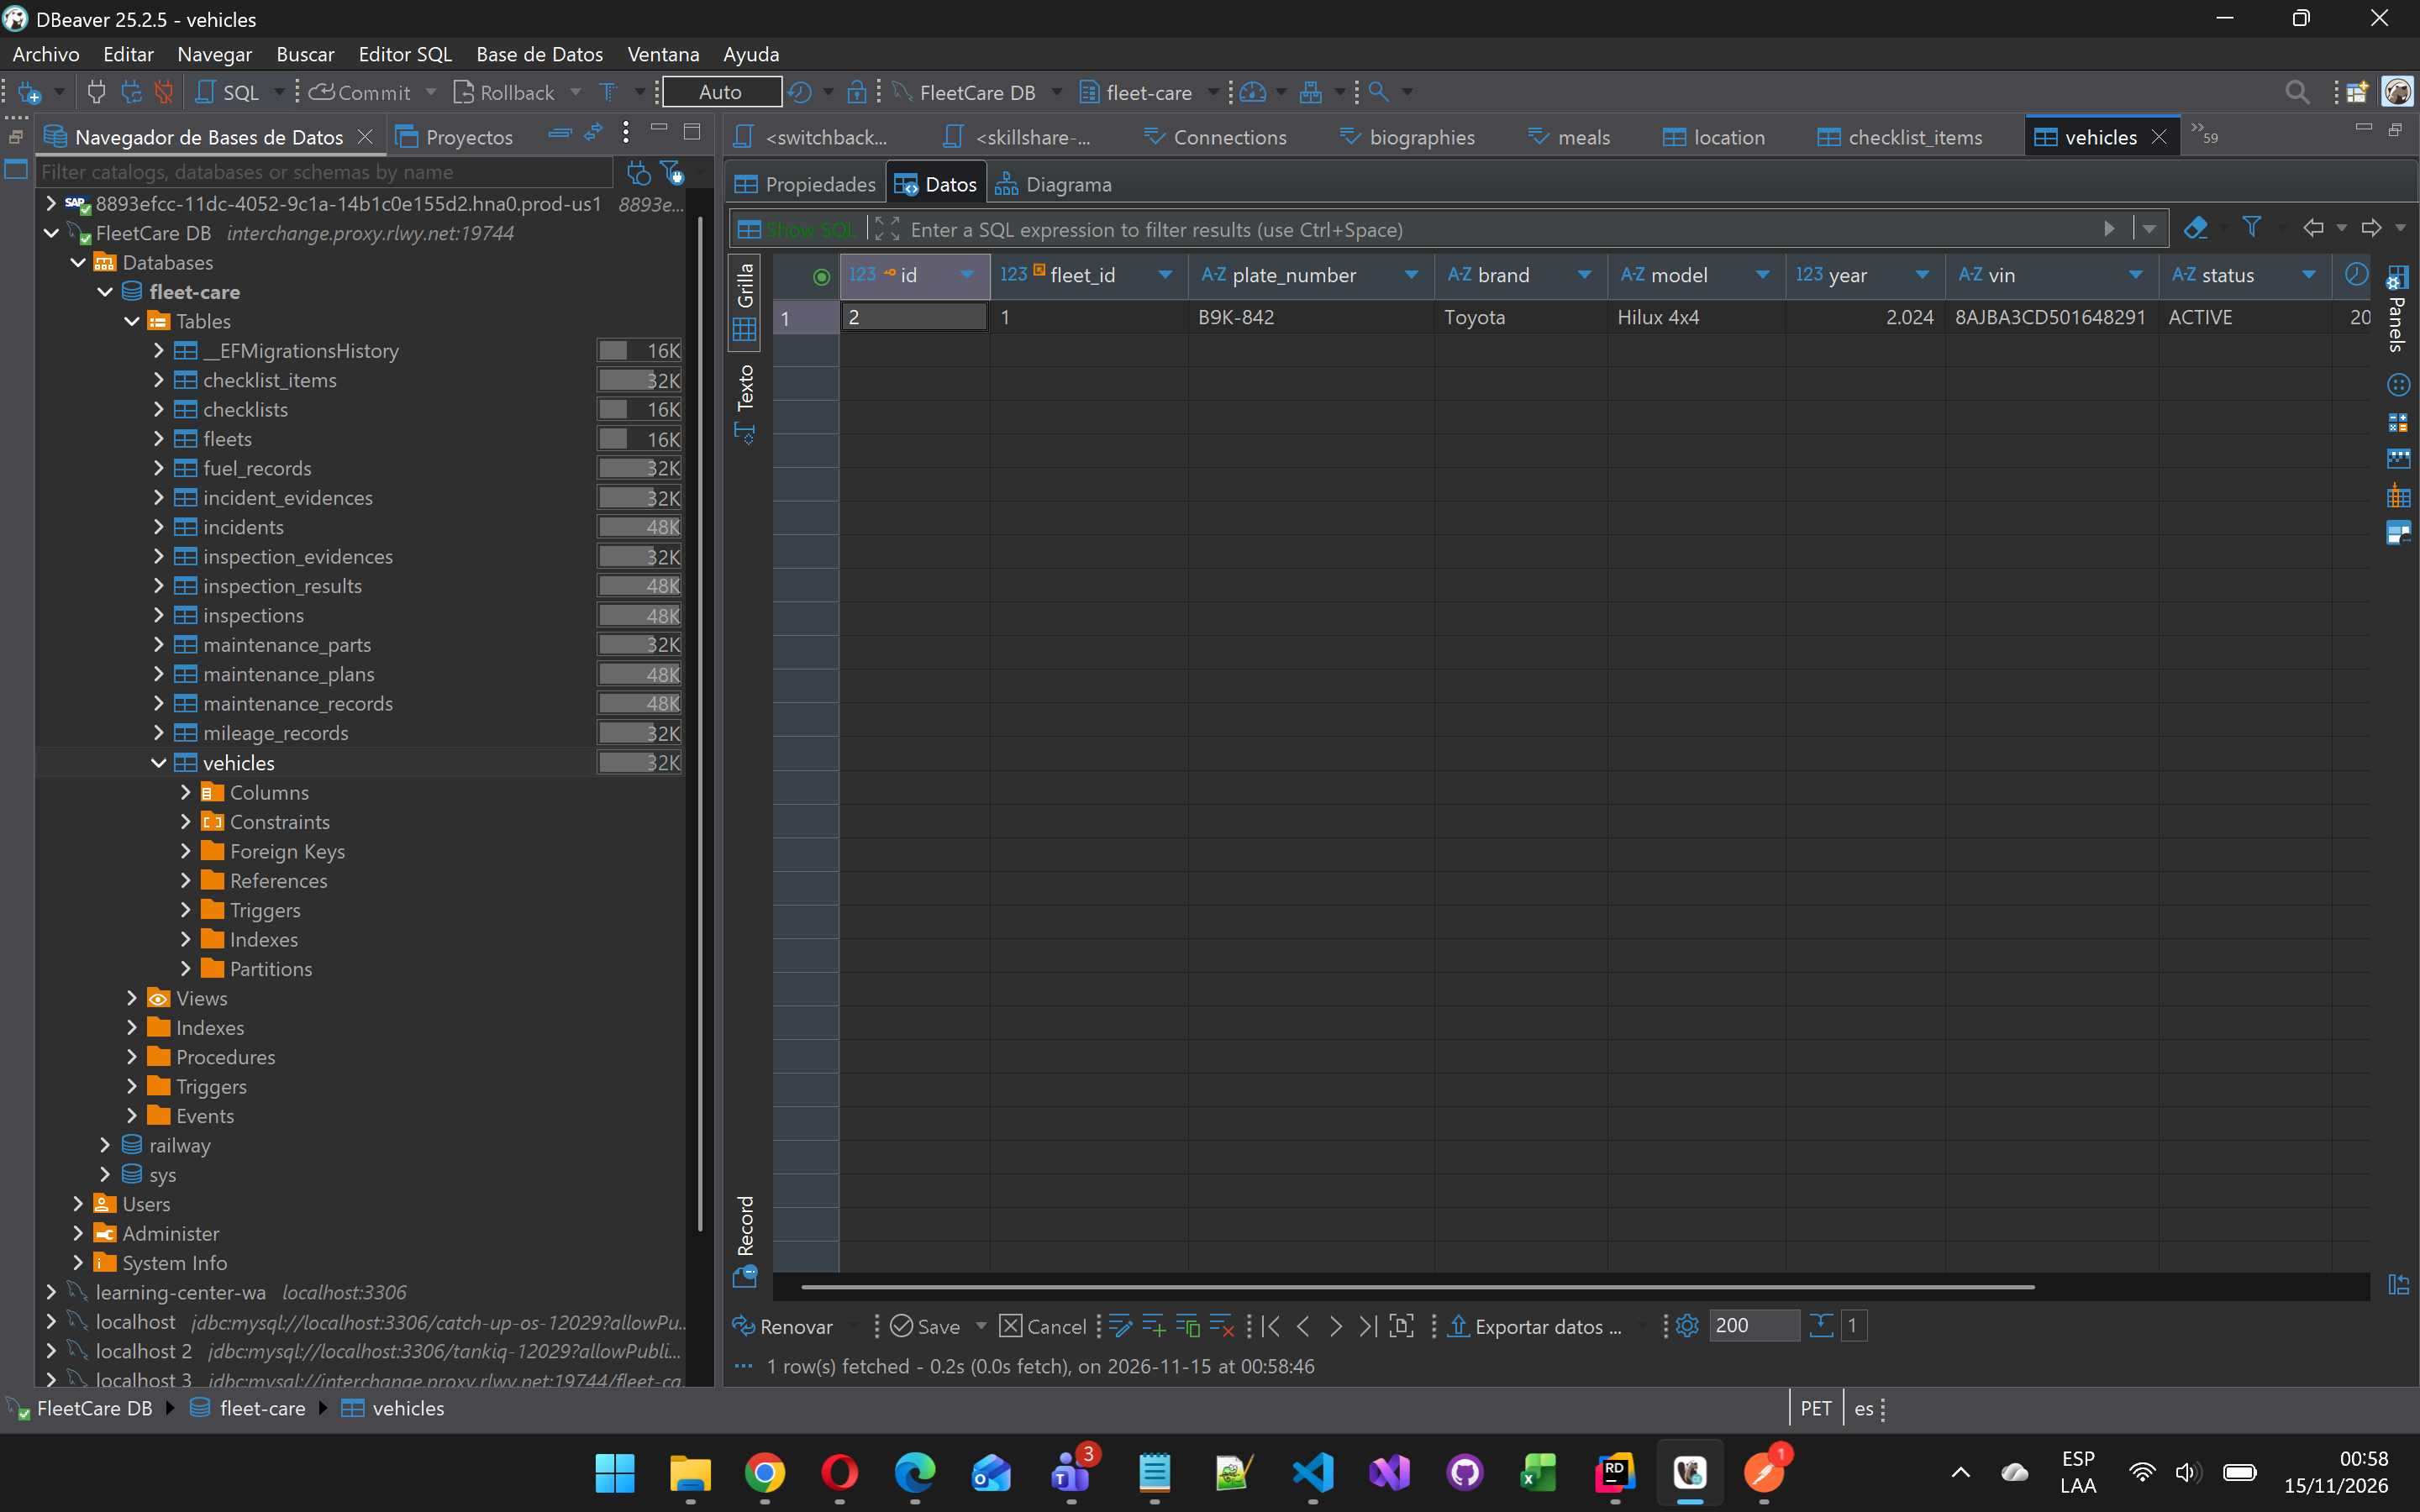 DBeaver 25.2.5 - vehicles
Archivo Editar Navegar Buscar Editor SQL Base de Datos Ventana Ayuda
SQL Commit Rollback Auto FleetCare DB fleet-care
Navegador de Bases de Datos Proyectos
<switchback... <skillshare-... Connections biographies meals location checklist_items vehicles 59
Filter catalogs, databases or schemas by name
8893efcc-11dc-4052-9c1a-14b1c0e155d2.hna0.prod-us1 8893e...
FleetCare DB interchange.proxy.rlwy.net:19744
Databases
fleet-care
Tables
__EFMigrationsHistory 16K
checklist_items 32K
checklists 16K
fleets 16K
fuel_records 32K
incident_evidences 32K
incidents 48K
inspection_evidences 32K
inspection_results 48K
inspections 48K
maintenance_parts 32K
maintenance_plans 48K
maintenance_records 48K
mileage_records 32K
vehicles 32K
Columns
Constraints
Foreign Keys
References
Triggers
Indexes
Partitions
Views
Indexes
Procedures
Triggers
Events
railway
sys
Users
Administer
System Info
learning-center-wa localhost:3306
localhost jdbc:mysql://localhost:3306/catch-up-os-12029?allowPu...
localhost 2 jdbc:mysql://localhost:3306/tankiq-12029?allowPubli...
localhost 3 jdbc:mysql://interchange.proxy.rlwy.net:19744/fleet-ca...
Propiedades Datos Diagrama
Show SQL Enter a SQL expression to filter results (use Ctrl+Space)
Grilla
Texto
Record
123 id 123 fleet_id A-Z plate_number A-Z brand A-Z model 123 year A-Z vin A-Z status
1 2 1 B9K-842 Toyota Hilux 4x4 2.024 8AJBA3CD501648291 ACTIVE 20
Panels
Renovar Save Cancel Exportar datos ... 200 1
1 row(s) fetched - 0.2s (0.0s fetch), on 2026-11-15 at 00:58:46
FleetCare DB fleet-care vehicles
PET es
3
RD
1
ESP
LAA
00:58
15/11/2026